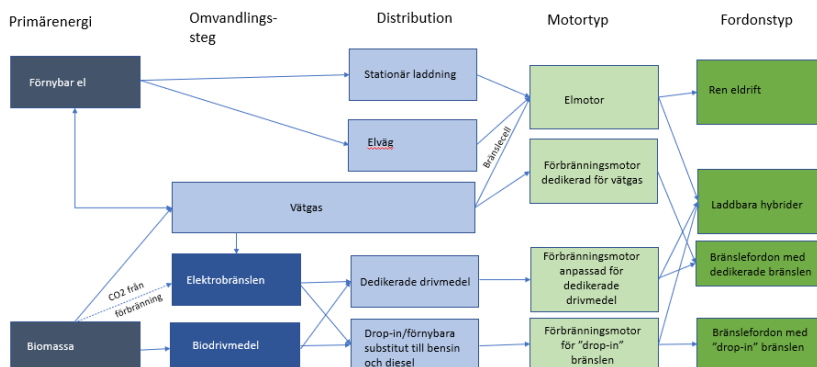 Primärenergi
Omvandlings-
steg
Distribution
Motortyp
Fordonstyp
Förnybar el
Stationär laddning
Elmotor
Ren eldrift
Elväg
Bränslecell
Förbränningsmotor
dedikerad för vätgas
Vätgas
Laddbara hybrider
CO2 från
förbränning
Elektrobränslen
Dedikerade drivmedel
Förbränningsmotor
anpassad för
dedikerade
drivmedel
Bränslefordon med
dedikerade bränslen
Biomassa
Biodrivmedel
Drop-in/förnybara
substitut till bensin
och diesel
Förbränningsmotor
för ”drop-in”
bränslen
Bränslefordon med
”drop-in” bränslen